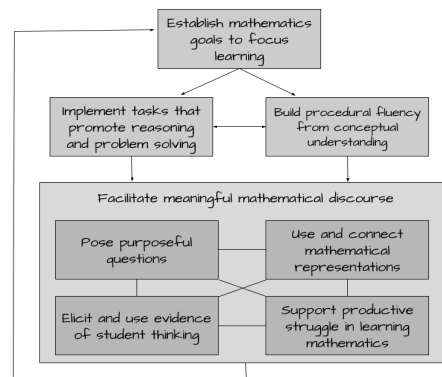 Establish mathematics
goals to focus
learning
Implement tasks that
promote reasoning
and problem solving
Build procedural fluency
from conceptual
understanding
Facilitate meaningful mathematical discourse
Pose purposeful
questions
Use and connect
mathematical
representations
Elicit and use evidence
of student thinking
Support productive
struggle in learning
mathematics